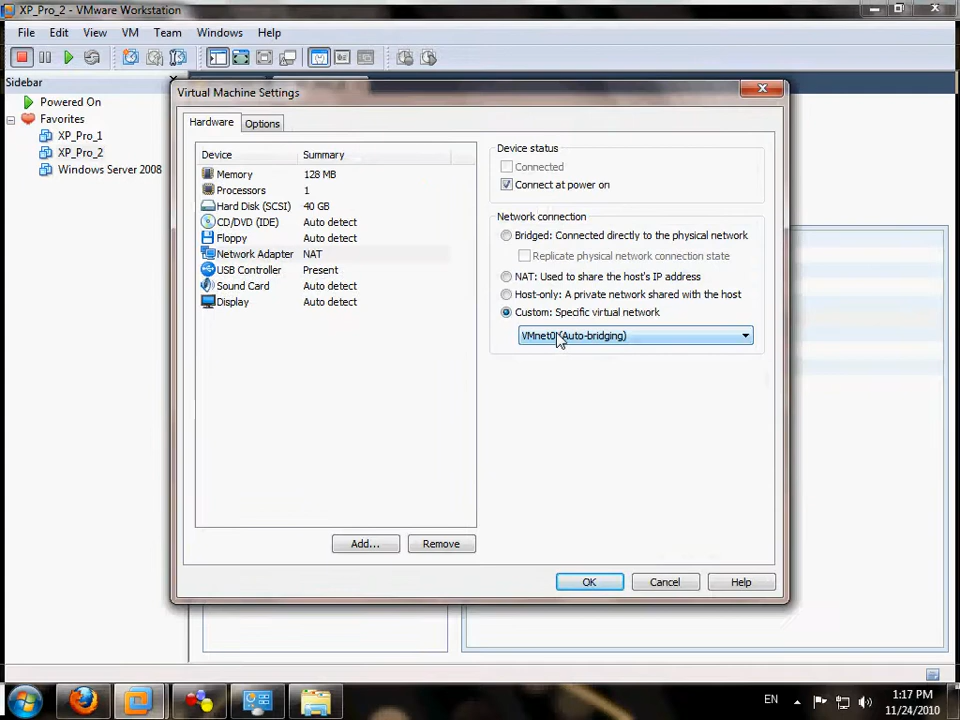 XP_Pro_2 - VMware Workstation
File Edit View VM Team Windows Help
Sidebar
Powered On
Favorites
XP_Pro_1
XP_Pro_2
Windows Server 2008
Virtual Machine Settings
Hardware Options
Device Summary
Memory 128 MB
Processors 1
Hard Disk (SCSI) 40 GB
CD/DVD (IDE) Auto detect
Floppy Auto detect
Network Adapter NAT
USB Controller Present
Sound Card Auto detect
Display Auto detect
Add... Remove
Device status
Connected
Connect at power on
Network connection
Bridged: Connected directly to the physical network
Replicate physical network connection state
NAT: Used to share the host's IP address
Host-only: A private network shared with the host
Custom: Specific virtual network
VMnet0 (Auto-bridging)
OK Cancel Help
EN
1:17 PM
11/24/2010